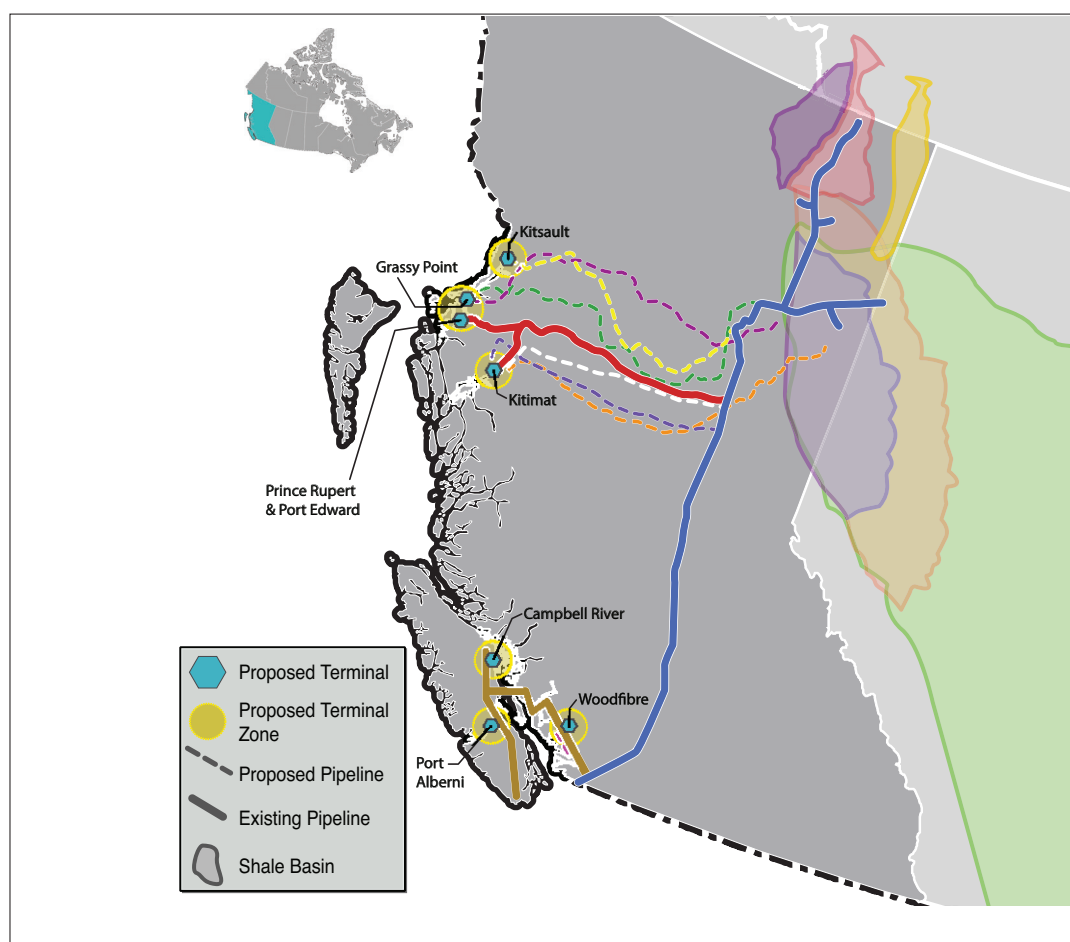 Kitsault
Grassy Point
Kitimat
Prince Rupert
& Port Edward
Campbell River
Woodfibre
Port
Alberni
Proposed Terminal
Proposed Terminal
Zone
Proposed Pipeline
Existing Pipeline
Shale Basin